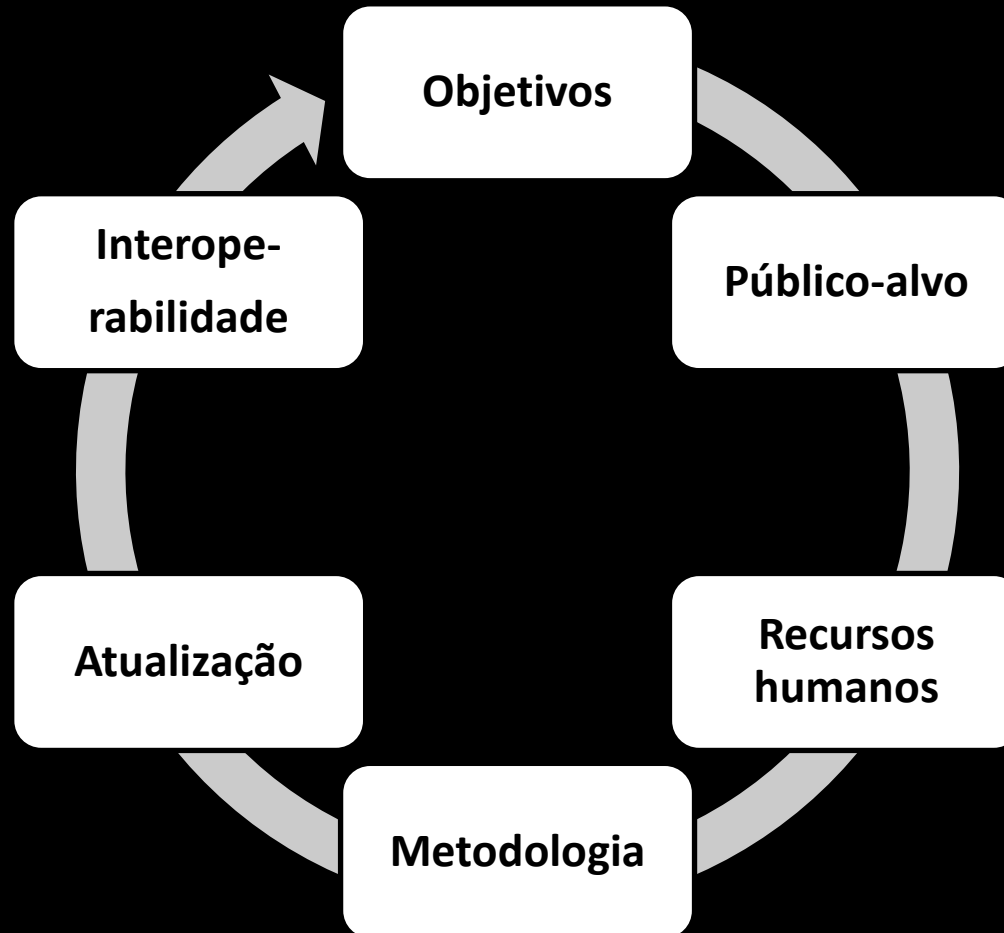 Objetivos
Público-alvo
Recursos
humanos
Metodologia
Atualização
Interope-
rabilidade